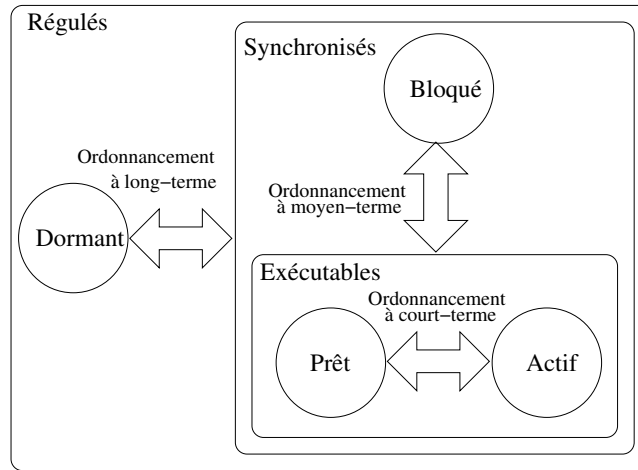 Régulés
Synchronisés
Bloqué
Ordonnancement
à long−terme
Ordonnancement
à moyen−terme
Dormant
Exécutables
Ordonnancement
à court−terme
Prêt
Actif